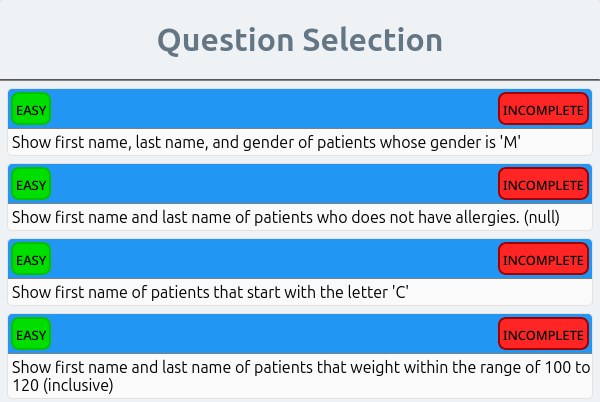 Question Selection
EASY INCOMPLETE
Show first name, last name, and gender of patients whose gender is 'M'
EASY INCOMPLETE
Show first name and last name of patients who does not have allergies. (null)
EASY INCOMPLETE
Show first name of patients that start with the letter 'C'
EASY INCOMPLETE
Show first name and last name of patients that weight within the range of 100 to
120 (inclusive)